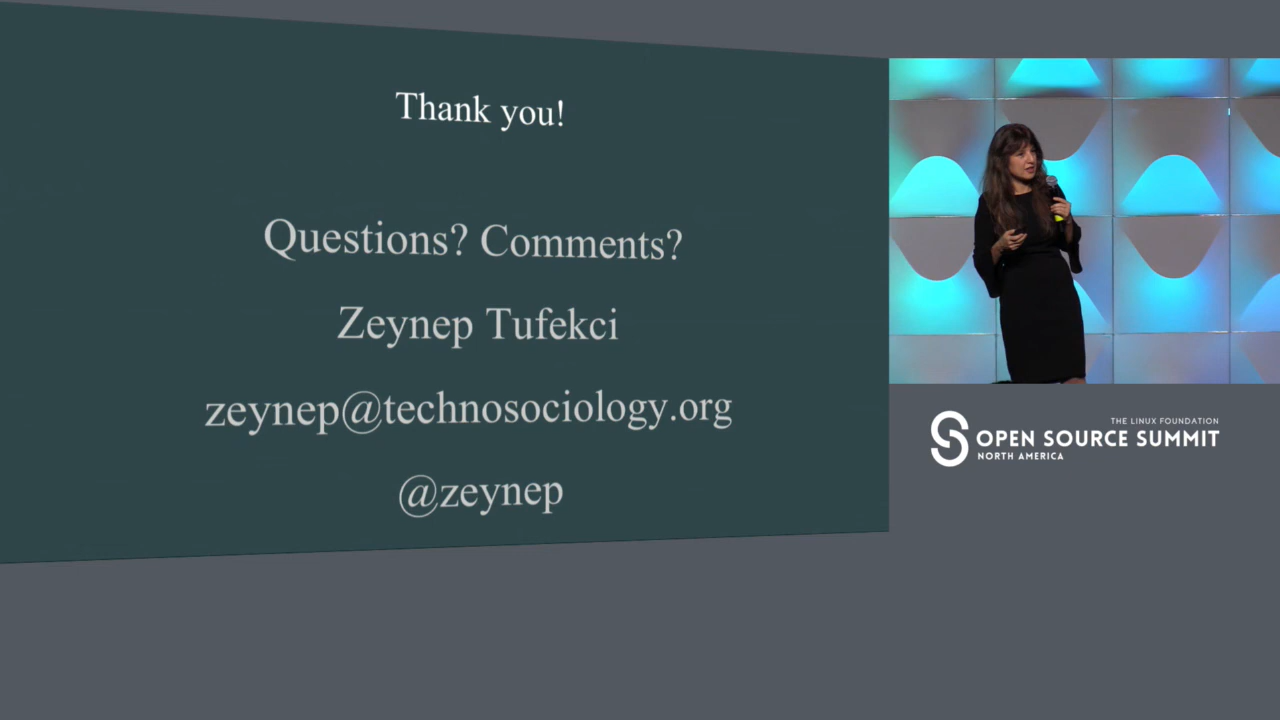 Thank you!
Questions? Comments?
Zeynep Tufekci
zeynep@technosociology.org
@zeynep
THE LINUX FOUNDATION
OPEN SOURCE SUMMIT
NORTH AMERICA